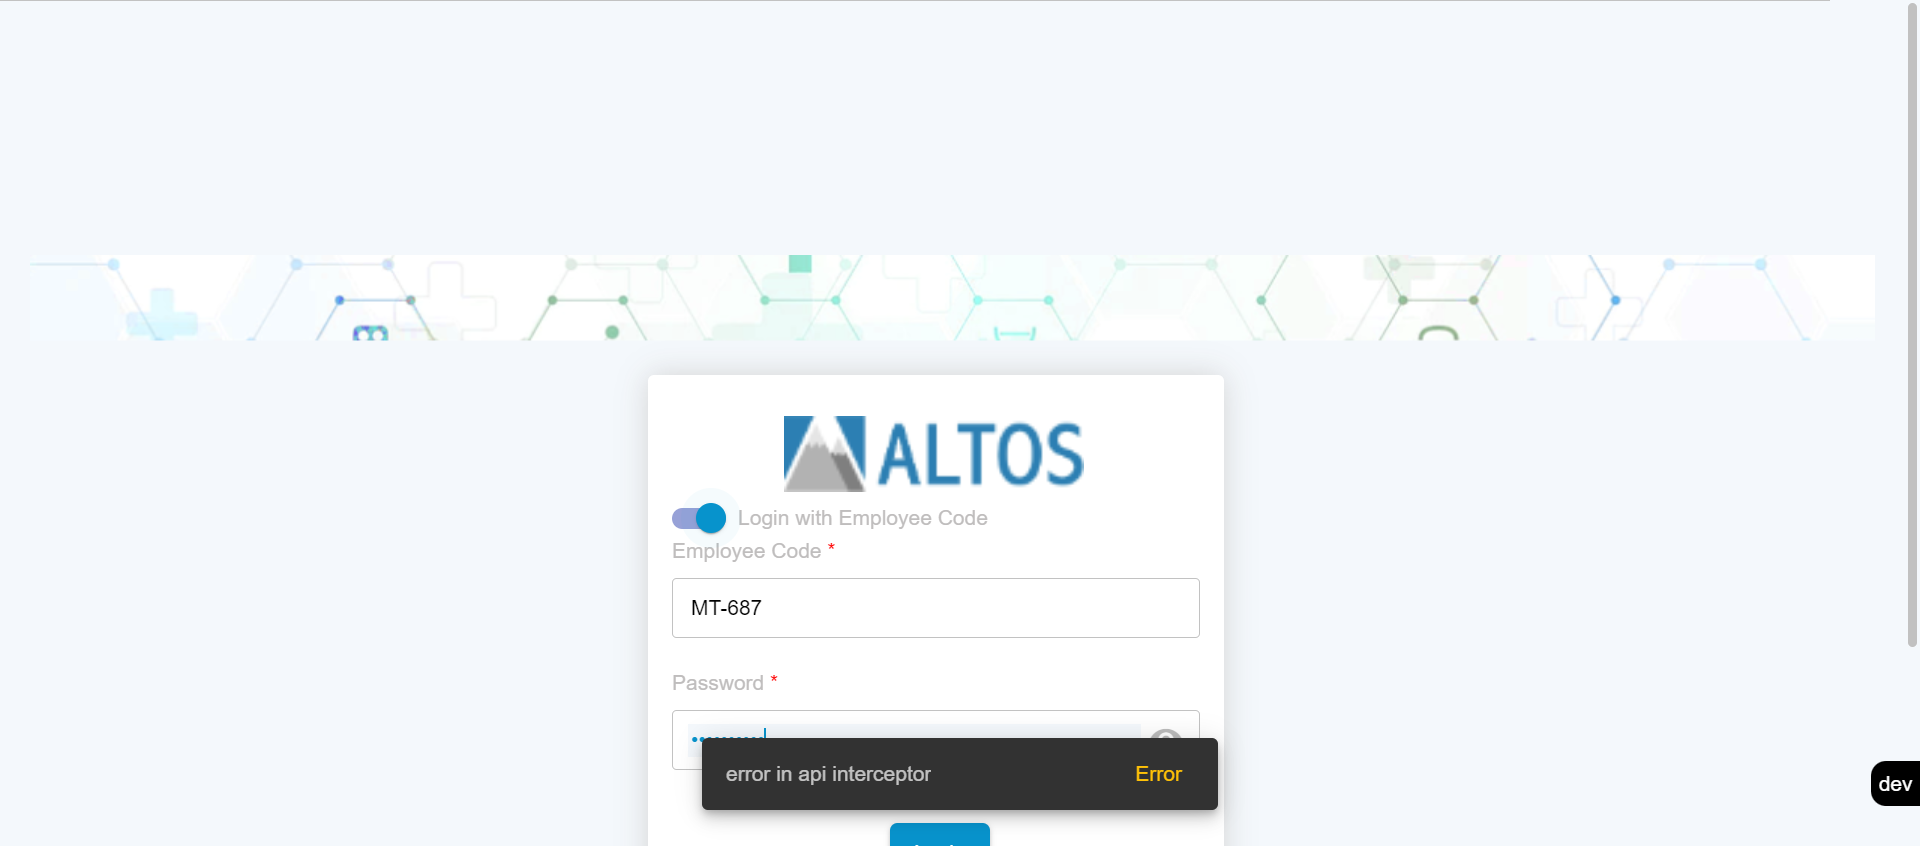 ALTOS
Login with Employee Code
Employee Code *
MT-687
Password *
error in api interceptor Error
dev